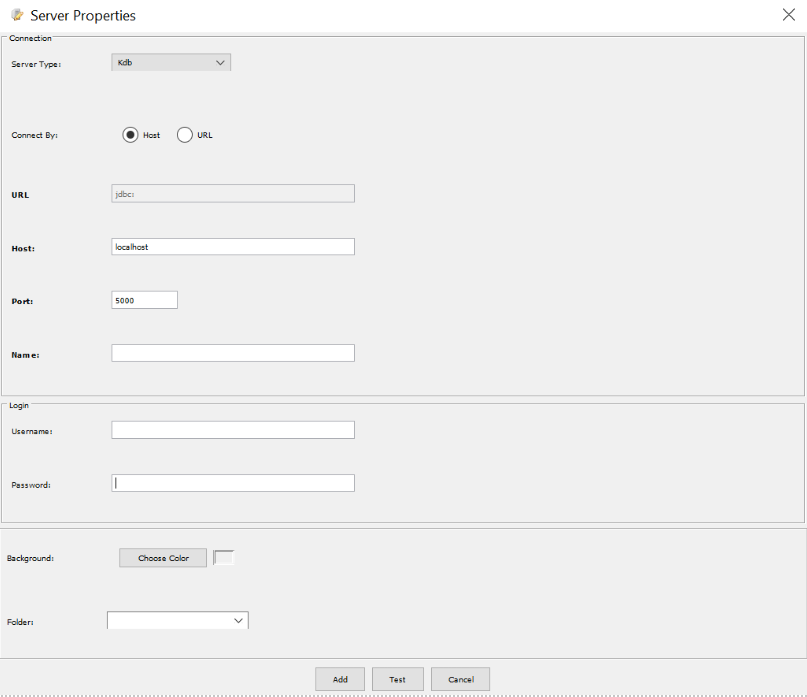 Server Properties
Connection
Server Type:
Kdb
Connect By:
Host
URL
URL
jdbc:
Host:
localhost
Port:
5000
Name:
Login
Username:
Password:
Background:
Choose Color
Folder:
Add
Test
Cancel